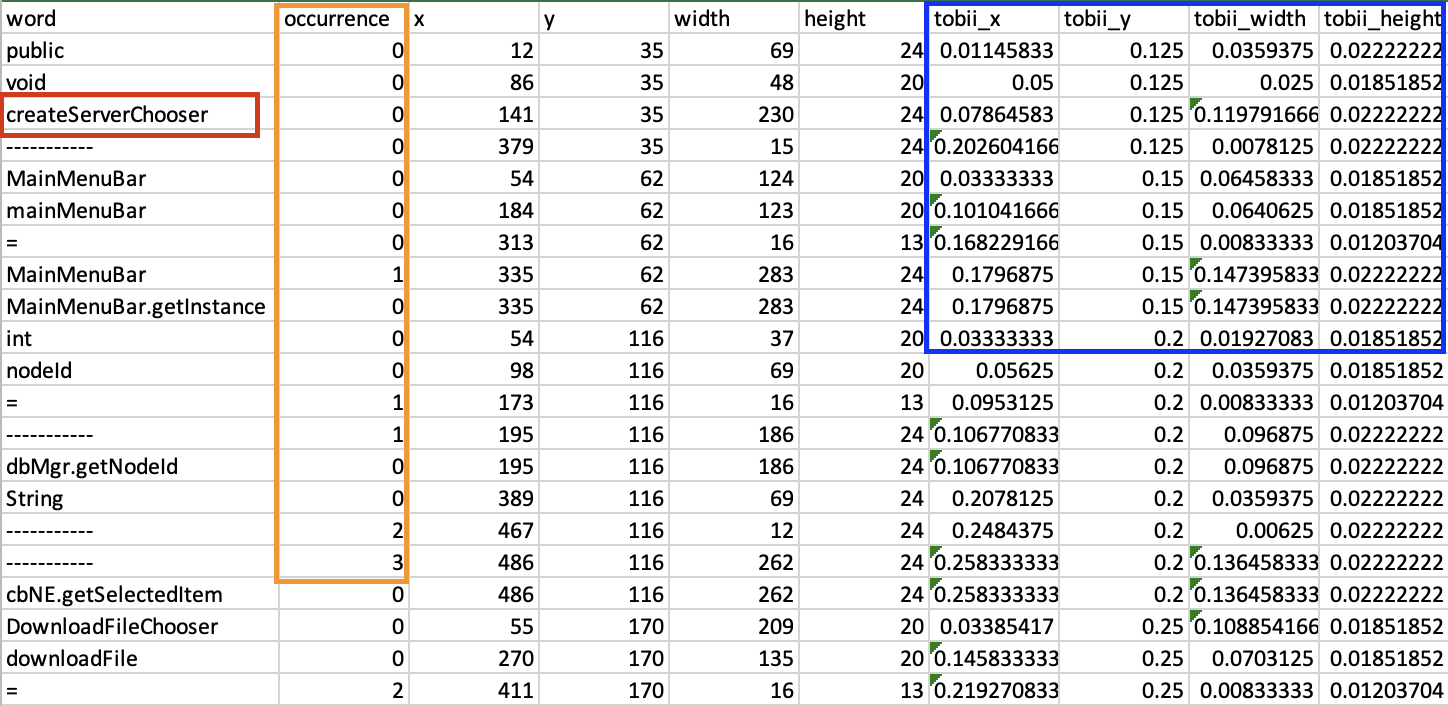 word occurrence x y width height tobii_x tobii_y tobii_width tobii_height
public 0 12 35 69 24 0.01145833 0.125 0.0359375 0.02222222
void 0 86 35 48 20 0.05 0.125 0.025 0.01851852
createServerChooser 0 141 35 230 24 0.07864583 0.125 0.119791666 0.02222222
----------- 0 379 35 15 24 0.202604166 0.125 0.0078125 0.02222222
MainMenuBar 0 54 62 124 20 0.03333333 0.15 0.06458333 0.01851852
mainMenuBar 0 184 62 123 20 0.101041666 0.15 0.0640625 0.01851852
= 0 313 62 16 13 0.168229166 0.15 0.00833333 0.01203704
MainMenuBar 1 335 62 283 24 0.1796875 0.15 0.147395833 0.02222222
MainMenuBar.getInstance 0 335 62 283 24 0.1796875 0.15 0.147395833 0.02222222
int 0 54 116 37 20 0.03333333 0.2 0.01927083 0.01851852
nodeId 0 98 116 69 20 0.05625 0.2 0.0359375 0.01851852
= 1 173 116 16 13 0.0953125 0.2 0.00833333 0.01203704
----------- 1 195 116 186 24 0.106770833 0.2 0.096875 0.02222222
dbMgr.getNodeId 0 195 116 186 24 0.106770833 0.2 0.096875 0.02222222
String 0 389 116 69 24 0.2078125 0.2 0.0359375 0.02222222
----------- 2 467 116 12 24 0.2484375 0.2 0.00625 0.02222222
----------- 3 486 116 262 24 0.258333333 0.2 0.136458333 0.02222222
cbNE.getSelectedItem 0 486 116 262 24 0.258333333 0.2 0.136458333 0.02222222
DownloadFileChooser 0 55 170 209 20 0.03385417 0.25 0.108854166 0.01851852
downloadFile 0 270 170 135 20 0.145833333 0.25 0.0703125 0.01851852
= 2 411 170 16 13 0.219270833 0.25 0.00833333 0.01203704